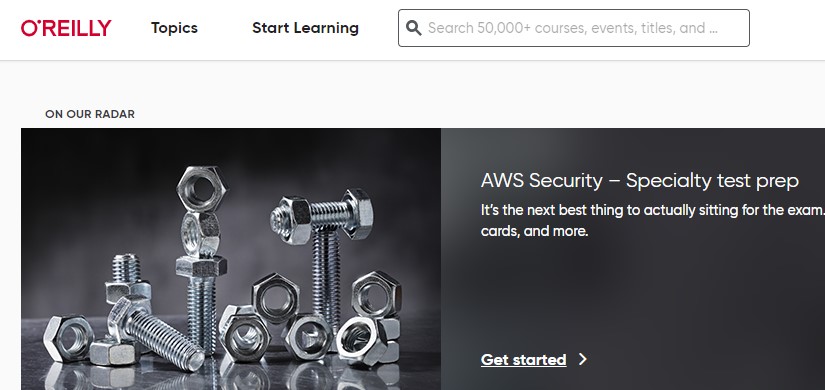 O'REILLY
Topics
Start Learning
Search 50,000+ courses, events, titles, and ...
ON OUR RADAR
AWS Security – Specialty test prep
It's the next best thing to actually sitting for the exam.
cards, and more.
Get started